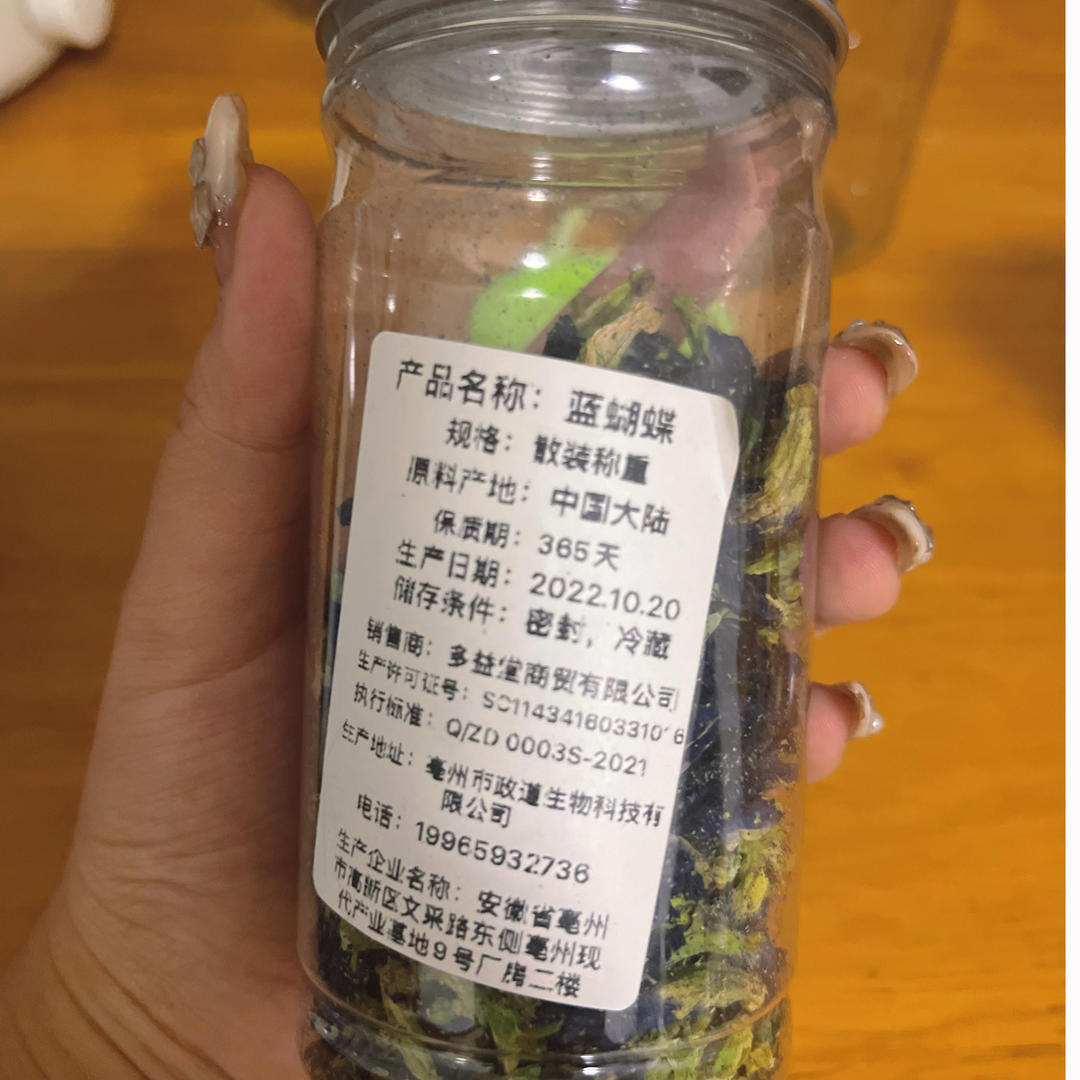 产品名称：蓝蝴蝶
规格：散装称重
原料产地：中国大陆
保质期：365天
生产日期：2022.10.20
储存条件：密封，冷藏
销售商：多益堂商贸有限公司
生产许可证号：SC11434160331016
执行标准：Q/ZD 0003S-2021
生产地址：亳州市政道生物科技有
限公司
电话：19965932736
生产企业名称：安徽省亳州
市高新区文采路东侧亳州现
代产业基地9号厂房二楼